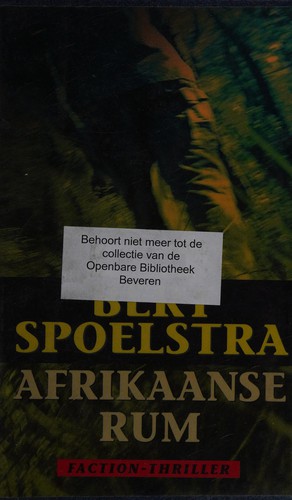 Behoort niet meer tot de
collectie van de
Openbare Bibliotheek
Beveren
BERT
SPOELSTRA
AFRIKAANSE
RUM
FACTION-THRILLER